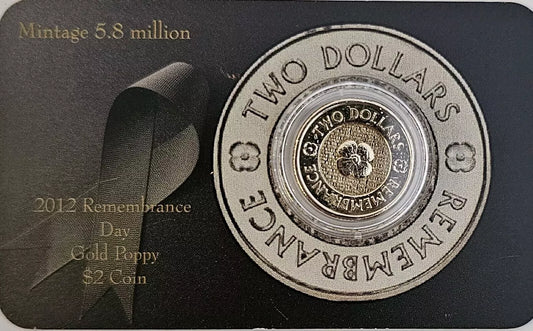 Mintage 5.8 million
2012 Remembrance
Day
Gold Poppy
$2 Coin
TWO DOLLARS
REMEMBRANCE
TWO DOLLARS
REMEMBRANCE